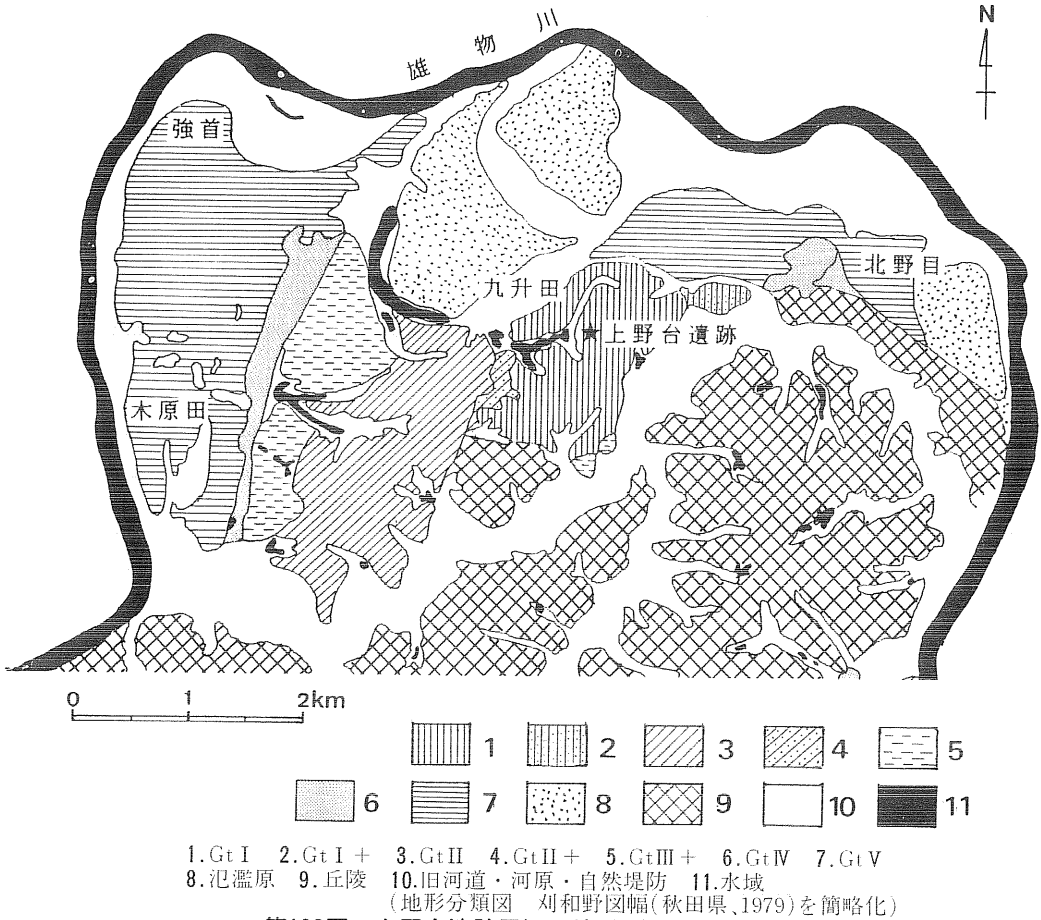 N
雄物川
強首
北野目
九升田
★上野台遺跡
木原田
0 1 2km
1 2 3 4 5
6 7 8 9 10 11
1.GtⅠ 2.GtⅠ+ 3.GtⅡ 4.GtⅡ+ 5.GtⅢ+ 6.GtⅣ 7.GtⅤ
8.氾濫原 9.丘陵 10.旧河道・河原・自然堤防 11.水域
(地形分類図 刈和野図幅(秋田県、1979)を簡略化)